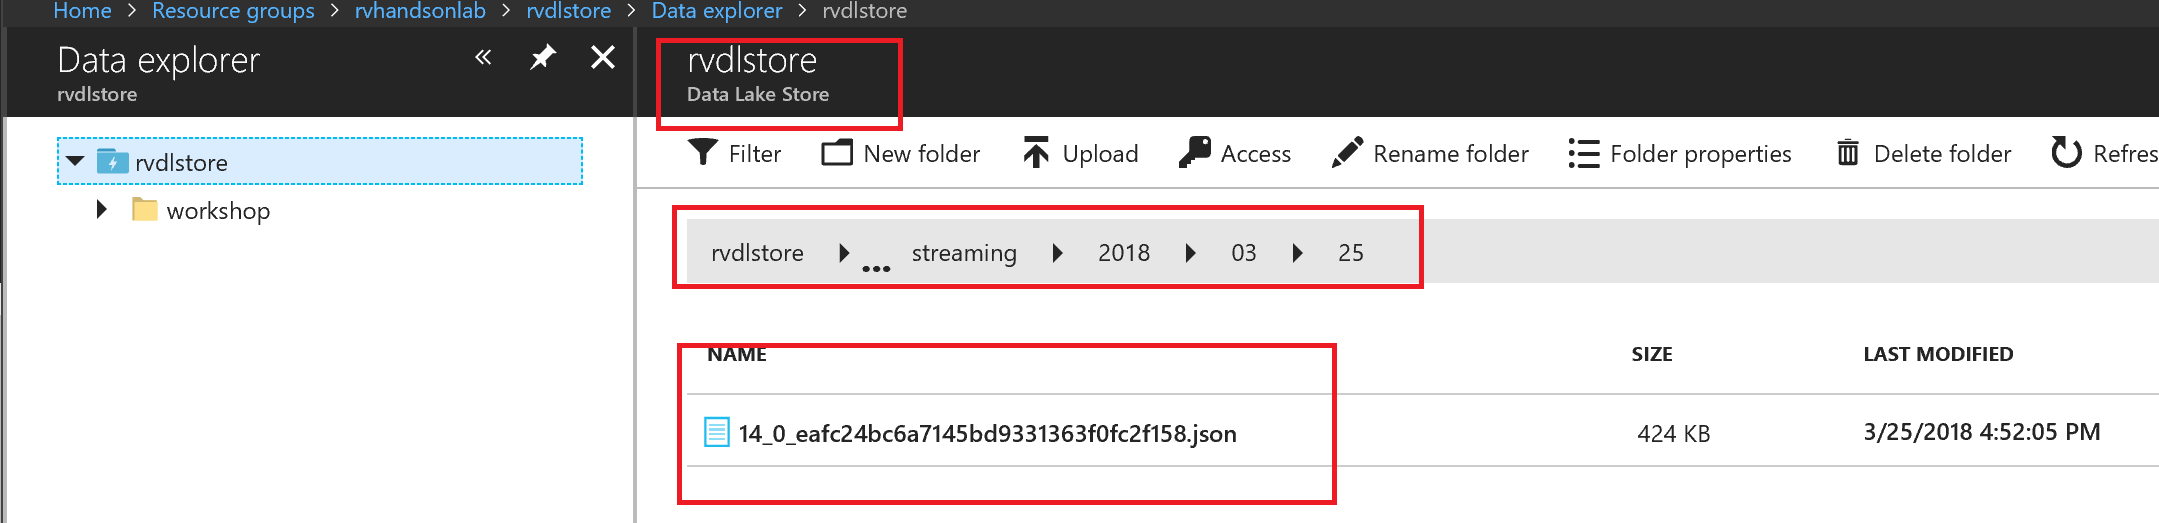 Home > Resource groups > rvhandsonlab > rvdlstore > Data explorer > rvdlstore
Data explorer
rvdlstore
rvdlstore
workshop
rvdlstore
Data Lake Store
Filter New folder Upload Access Rename folder Folder properties Delete folder Refres
rvdlstore ... streaming 2018 03 25
NAME SIZE LAST MODIFIED
14_0_eafc24bc6a7145bd9331363f0fc2f158.json 424 KB 3/25/2018 4:52:05 PM